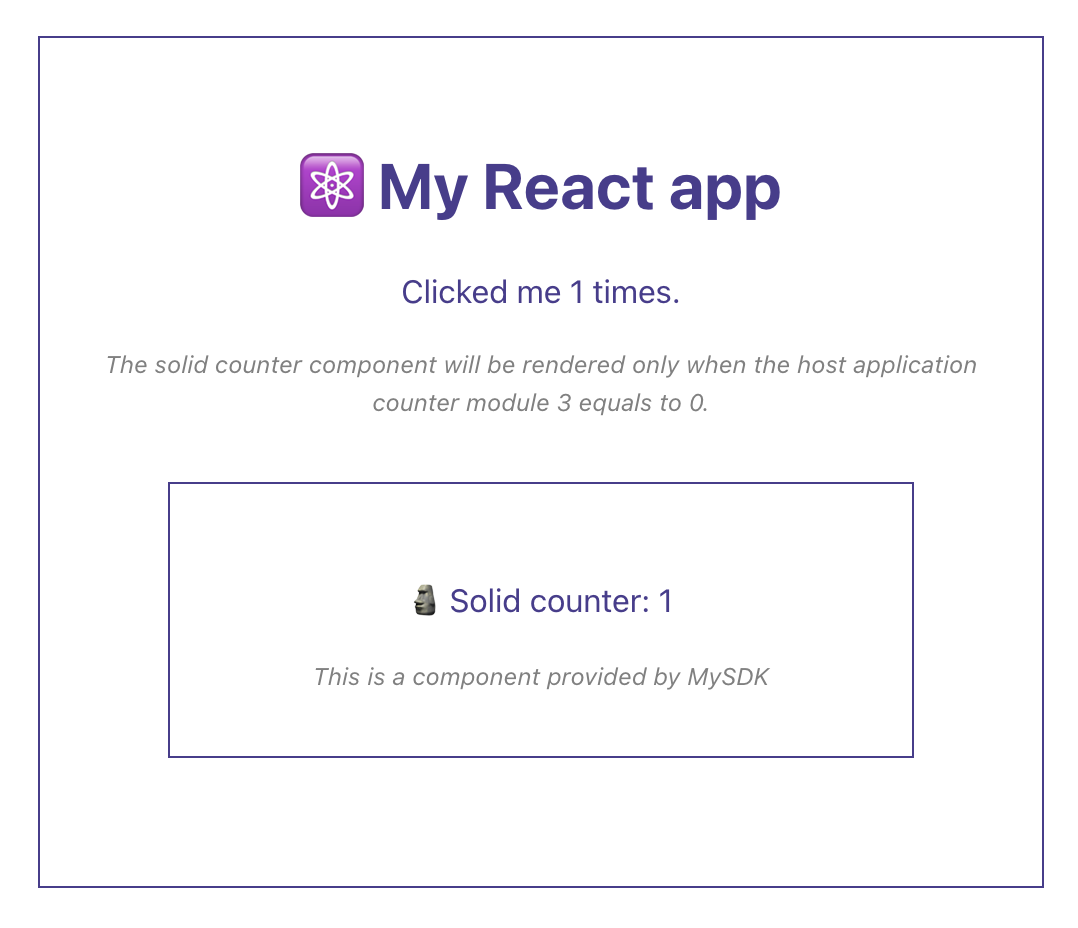 My React app
Clicked me 1 times.
The solid counter component will be rendered only when the host application
counter module 3 equals to 0.
🗿 Solid counter: 1
This is a component provided by MySDK